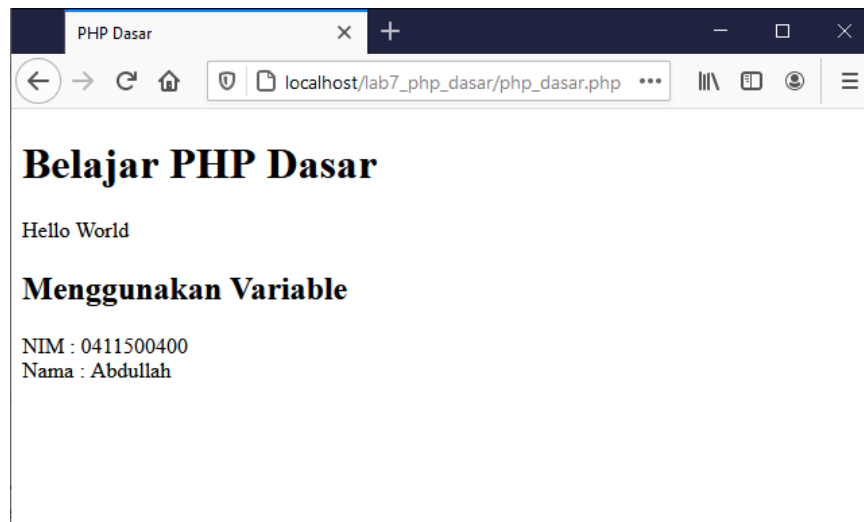 PHP Dasar
localhost/lab7_php_dasar/php_dasar.php
Belajar PHP Dasar
Hello World
Menggunakan Variable
NIM : 0411500400
Nama : Abdullah